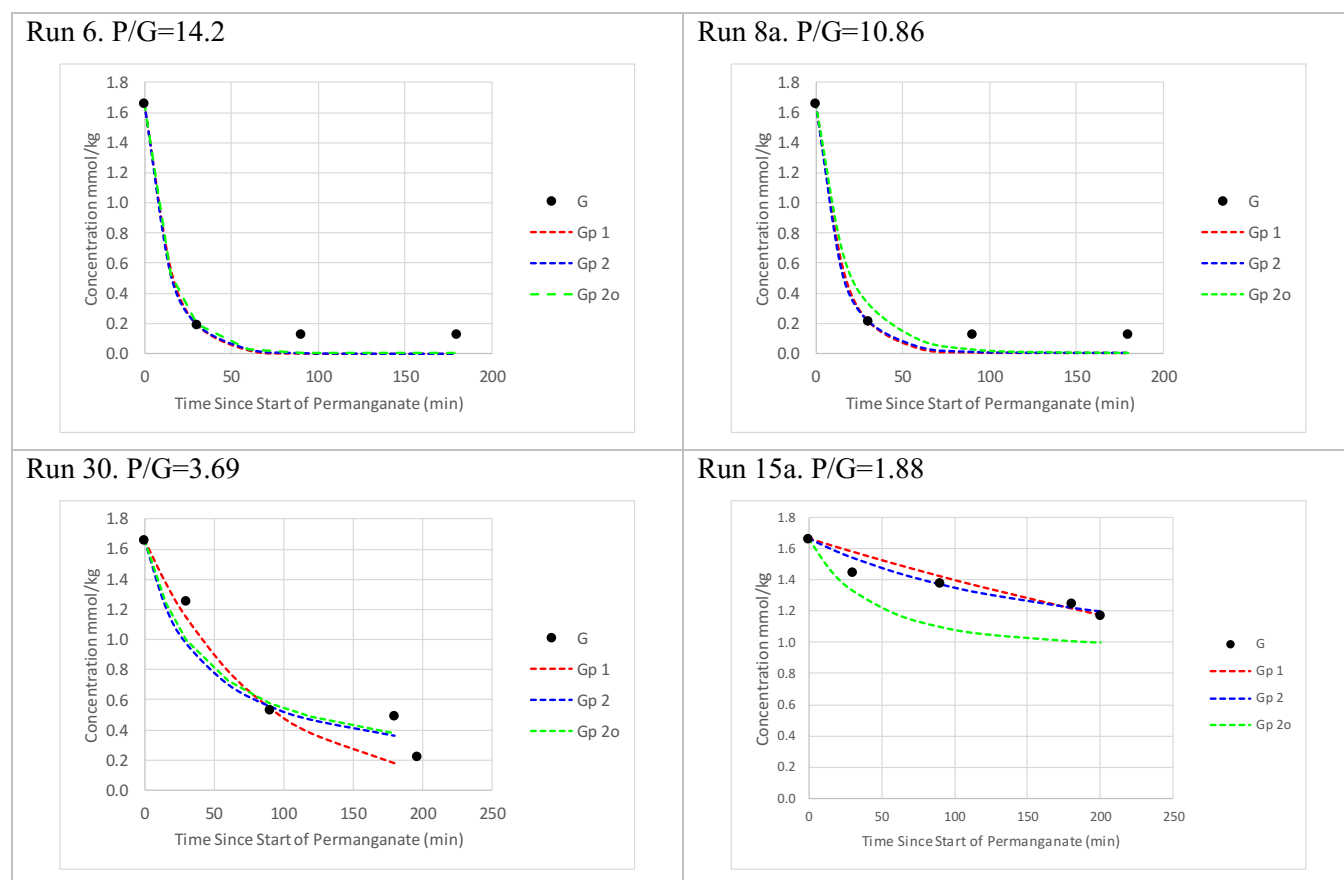 Run 6. P/G=14.2
Concentration mmol/kg
1.8
1.6
1.4
1.2
1.0
0.8
0.6
0.4
0.2
0.0
0 50 100 150 200
Time Since Start of Permanganate (min)
G
Gp 1
Gp 2
Gp 2o
Run 8a. P/G=10.86
Concentration mmol/kg
1.8
1.6
1.4
1.2
1.0
0.8
0.6
0.4
0.2
0.0
0 50 100 150 200
Time Since Start of Permanganate (min)
G
Gp 1
Gp 2
Gp 2o
Run 30. P/G=3.69
Concentration mmol/kg
1.8
1.6
1.4
1.2
1.0
0.8
0.6
0.4
0.2
0.0
0 50 100 150 200 250
Time Since Start of Permanganate (min)
G
Gp 1
Gp 2
Gp 2o
Run 15a. P/G=1.88
Concentration mmol/kg
1.8
1.6
1.4
1.2
1.0
0.8
0.6
0.4
0.2
0.0
0 50 100 150 200 250
Time Since Start of Permanganate (min)
G
Gp 1
Gp 2
Gp 2o